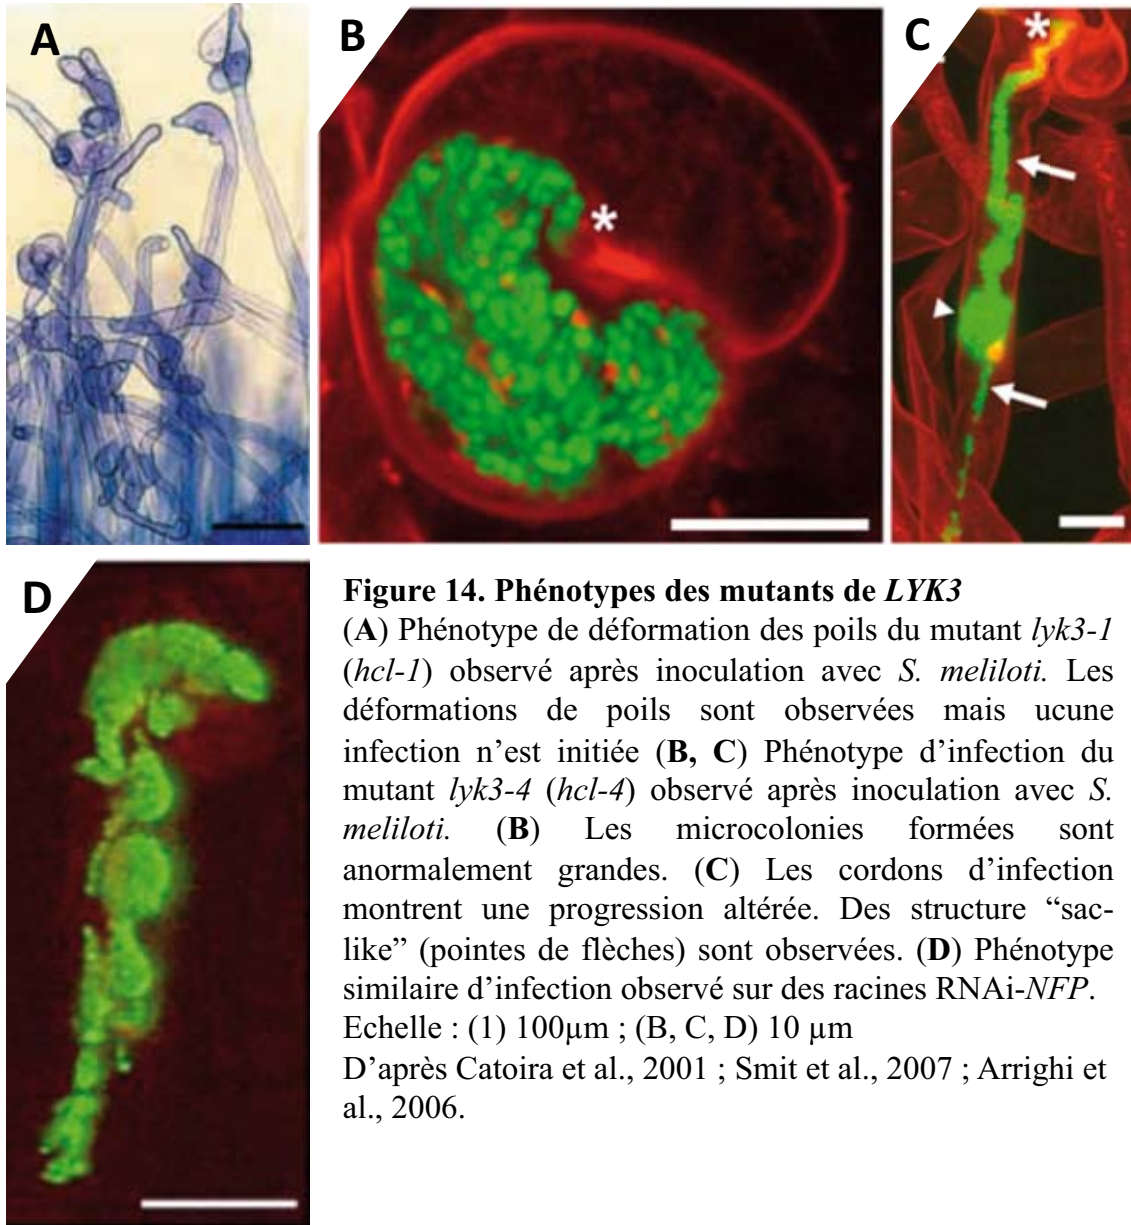 A
B
*
C
*
D
Figure 14. Phénotypes des mutants de LYK3
(A) Phénotype de déformation des poils du mutant lyk3-1
(hcl-1) observé après inoculation avec S. meliloti. Les
déformations de poils sont observées mais ucune
infection n’est initiée (B, C) Phénotype d’infection du
mutant lyk3-4 (hcl-4) observé après inoculation avec S.
meliloti. (B) Les microcolonies formées sont
anormalement grandes. (C) Les cordons d’infection
montrent une progression altérée. Des structure “sac-
like” (pointes de flèches) sont observées. (D) Phénotype
similaire d’infection observé sur des racines RNAi-NFP.
Echelle : (1) 100µm ; (B, C, D) 10 µm
D’après Catoira et al., 2001 ; Smit et al., 2007 ; Arrighi et
al., 2006.